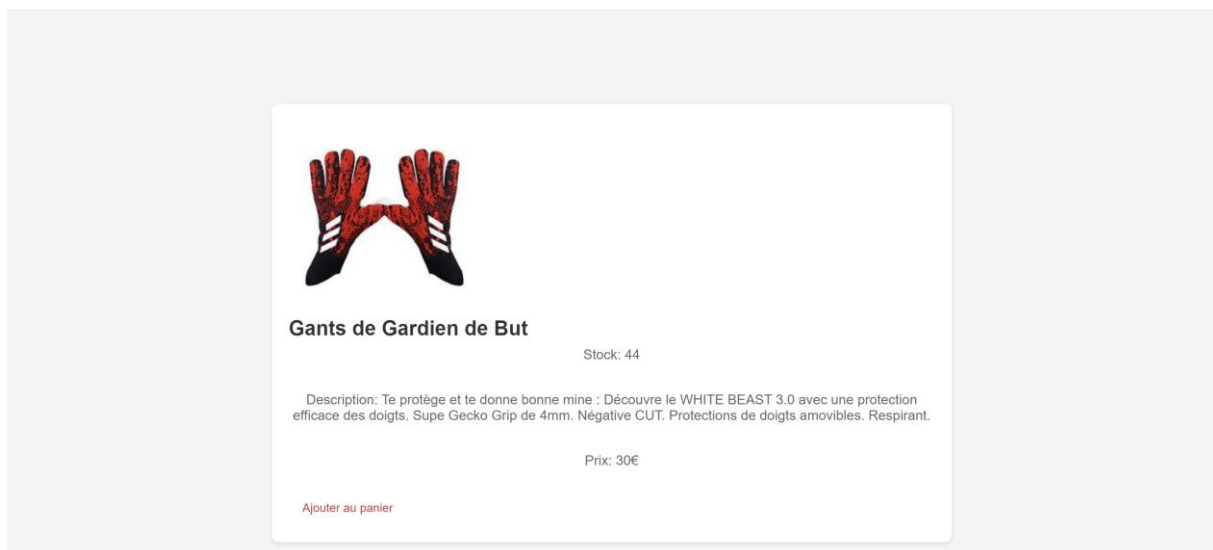 Gants de Gardien de But
Stock: 44
Description: Te protège et te donne bonne mine : Découvre le WHITE BEAST 3.0 avec une protection
efficace des doigts. Supe Gecko Grip de 4mm. Négative CUT. Protections de doigts amovibles. Respirant.
Prix: 30€
Ajouter au panier